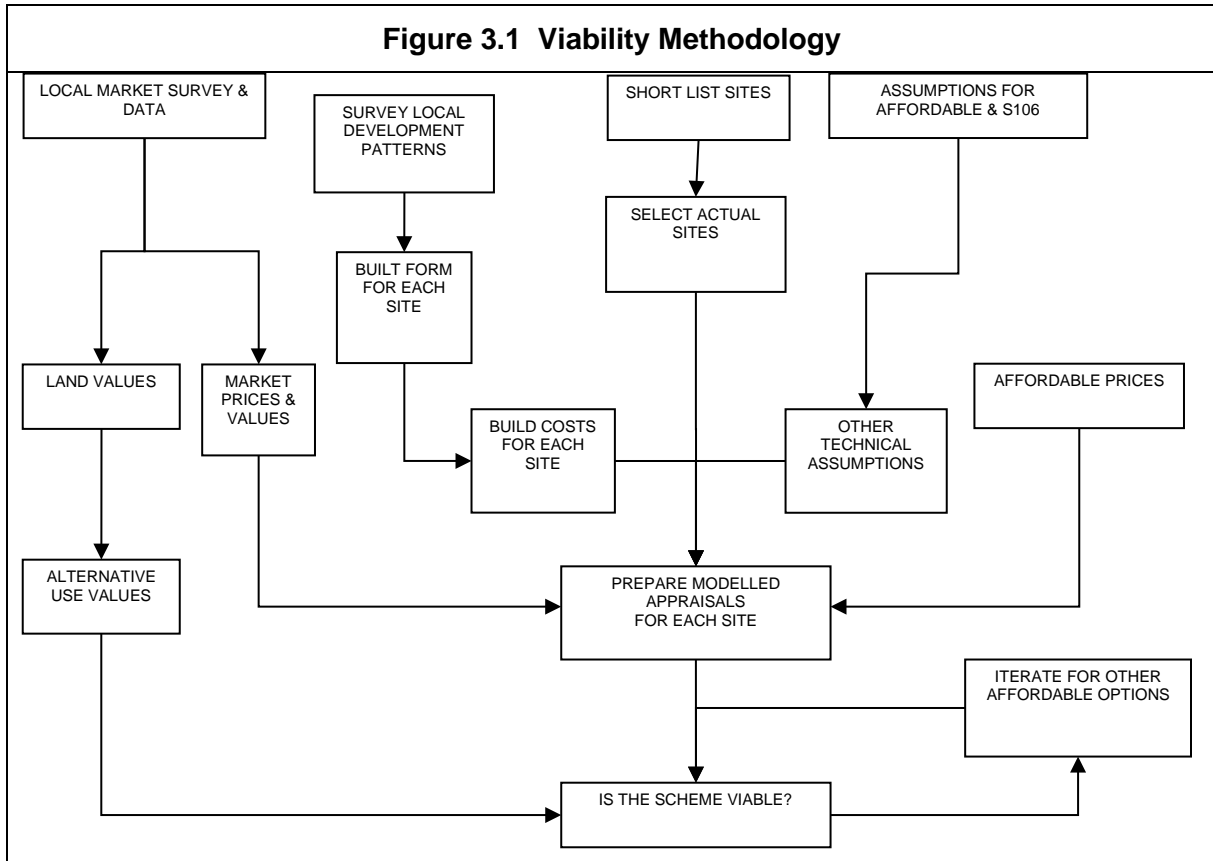 Figure 3.1 Viability Methodology
LOCAL MARKET SURVEY &
DATA
SURVEY LOCAL
DEVELOPMENT
PATTERNS
SHORT LIST SITES
ASSUMPTIONS FOR
AFFORDABLE & S106
SELECT ACTUAL
SITES
BUILT FORM
FOR EACH
SITE
LAND VALUES
MARKET
PRICES &
VALUES
AFFORDABLE PRICES
BUILD COSTS
FOR EACH
SITE
OTHER
TECHNICAL
ASSUMPTIONS
ALTERNATIVE
USE VALUES
PREPARE MODELLED
APPRAISALS
FOR EACH SITE
ITERATE FOR OTHER
AFFORDABLE OPTIONS
IS THE SCHEME VIABLE?